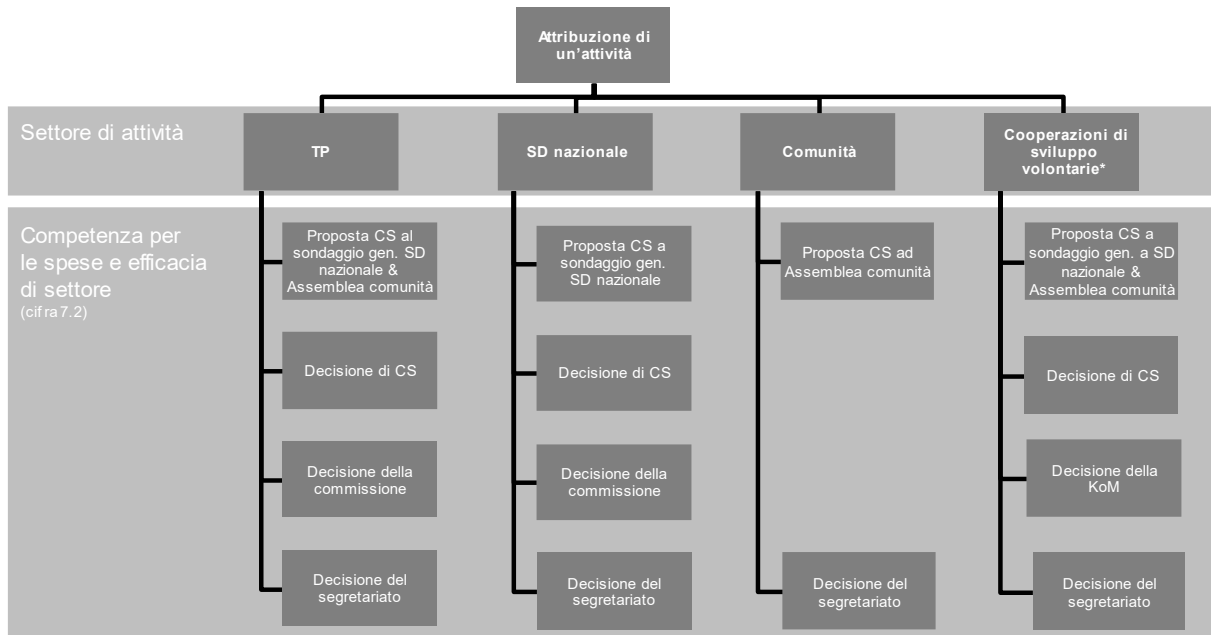 Attribuzione di
un'attività
Settore di attività
TP
SD nazionale
Comunità
Cooperazioni di
sviluppo
volontarie*
Competenza per
le spese e efficacia
di settore
(cifra 7.2)
Proposta CS al
sondaggio gen. SD
nazionale &
Assemblea comunità
Decisione di CS
Decisione della
commissione
Decisione del
segretariato
Proposta CS a
sondaggio gen.
SD nazionale
Decisione di CS
Decisione della
commissione
Decisione del
segretariato
Proposta CS ad
Assemblea comunità
Decisione del
segretariato
Proposta CS a
sondaggio gen. a SD
nazionale &
Assemblea comunità
Decisione di CS
Decisione della
KoM
Decisione del
segretariato